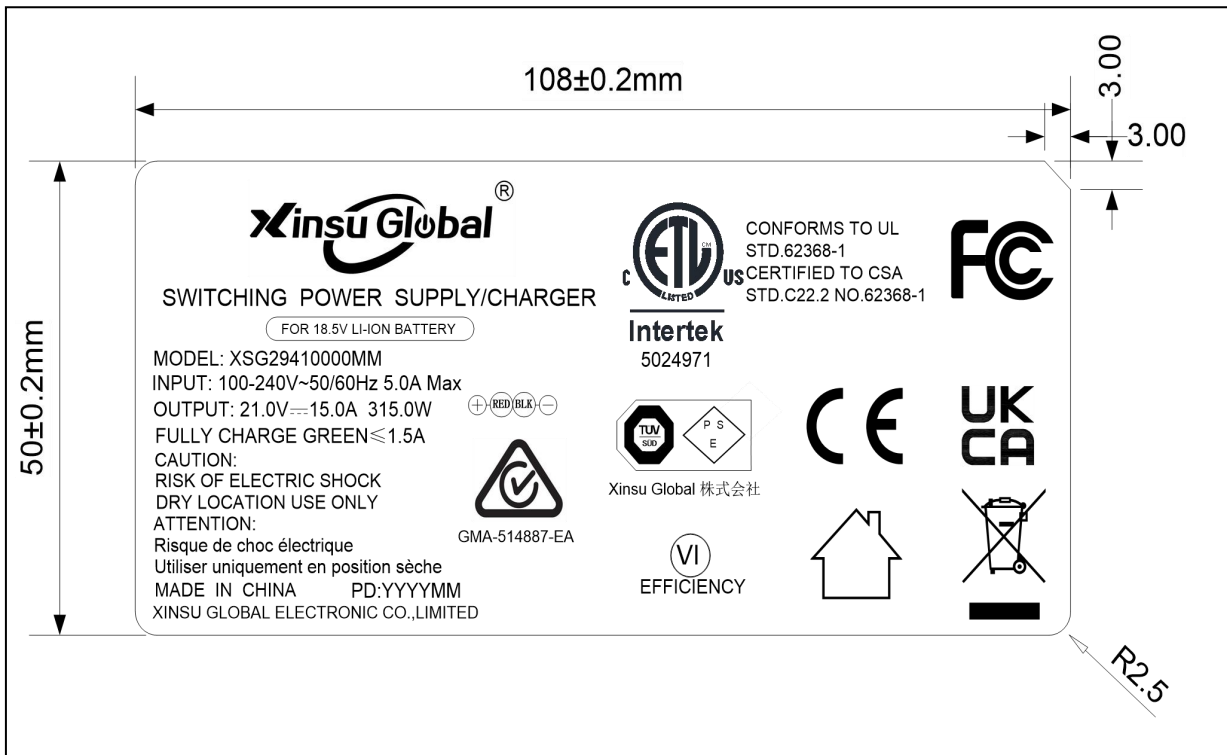 108±0.2mm
3.00
3.00
50±0.2mm
Xinsu Global ®
SWITCHING POWER SUPPLY/CHARGER
FOR 18.5V LI-ION BATTERY
MODEL: XSG29410000MM
INPUT: 100-240V~50/60Hz 5.0A Max
OUTPUT: 21.0V⎓15.0A 315.0W
+ RED BLK −
FULLY CHARGE GREEN≤1.5A
CAUTION:
RISK OF ELECTRIC SHOCK
DRY LOCATION USE ONLY
ATTENTION:
Risque de choc électrique
Utiliser uniquement en position sèche
MADE IN CHINA PD:YYYYMM
XINSU GLOBAL ELECTRONIC CO.,LIMITED
GMA-514887-EA
C ETL CM US
LISTED
Intertek
5024971
CONFORMS TO UL
STD.62368-1
CERTIFIED TO CSA
STD.C22.2 NO.62368-1
FC
TUV
SÜD
P S
E
Xinsu Global 株式会社
CE
UK
CA
VI
EFFICIENCY
R2.5